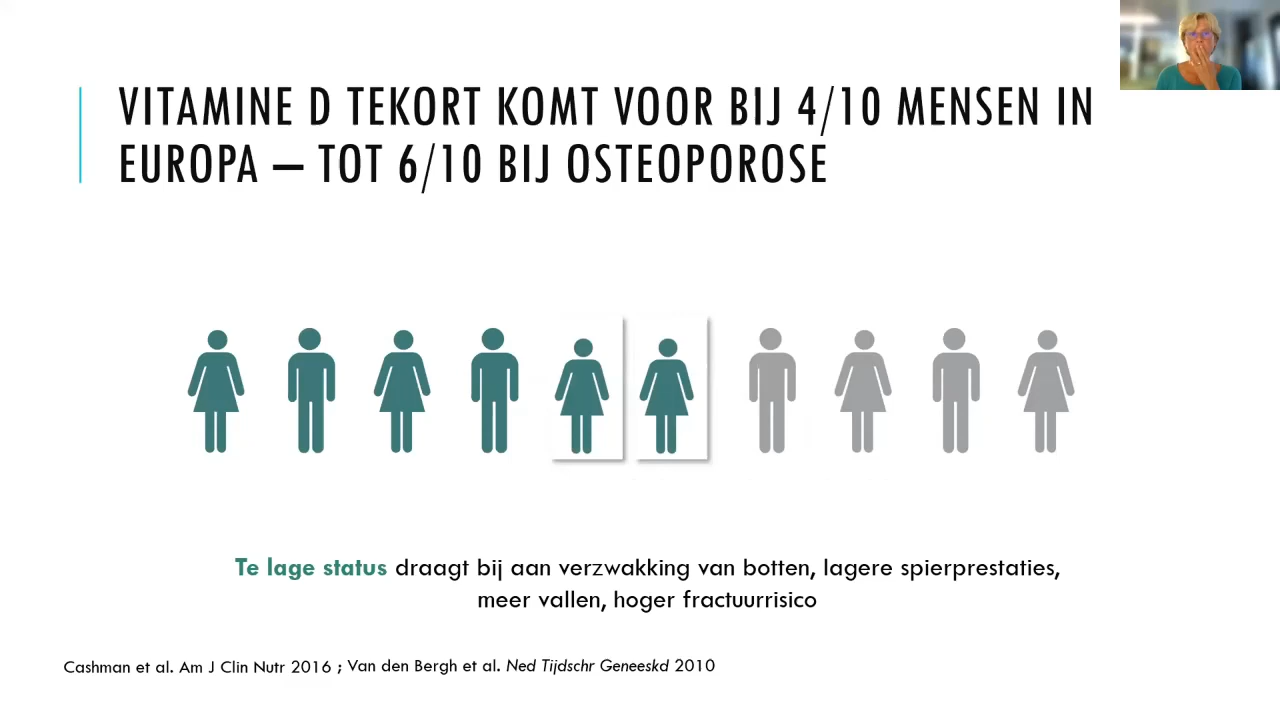 VITAMINE D TEKORT KOMT VOOR BIJ 4/10 MENSEN IN
EUROPA – TOT 6/10 BIJ OSTEOPOROSE
Te lage status draagt bij aan verzwakking van botten, lagere spierprestaties,
meer vallen, hoger fractuurrisico
Cashman et al. Am J Clin Nutr 2016 ; Van den Bergh et al. Ned Tijdschr Geneeskd 2010